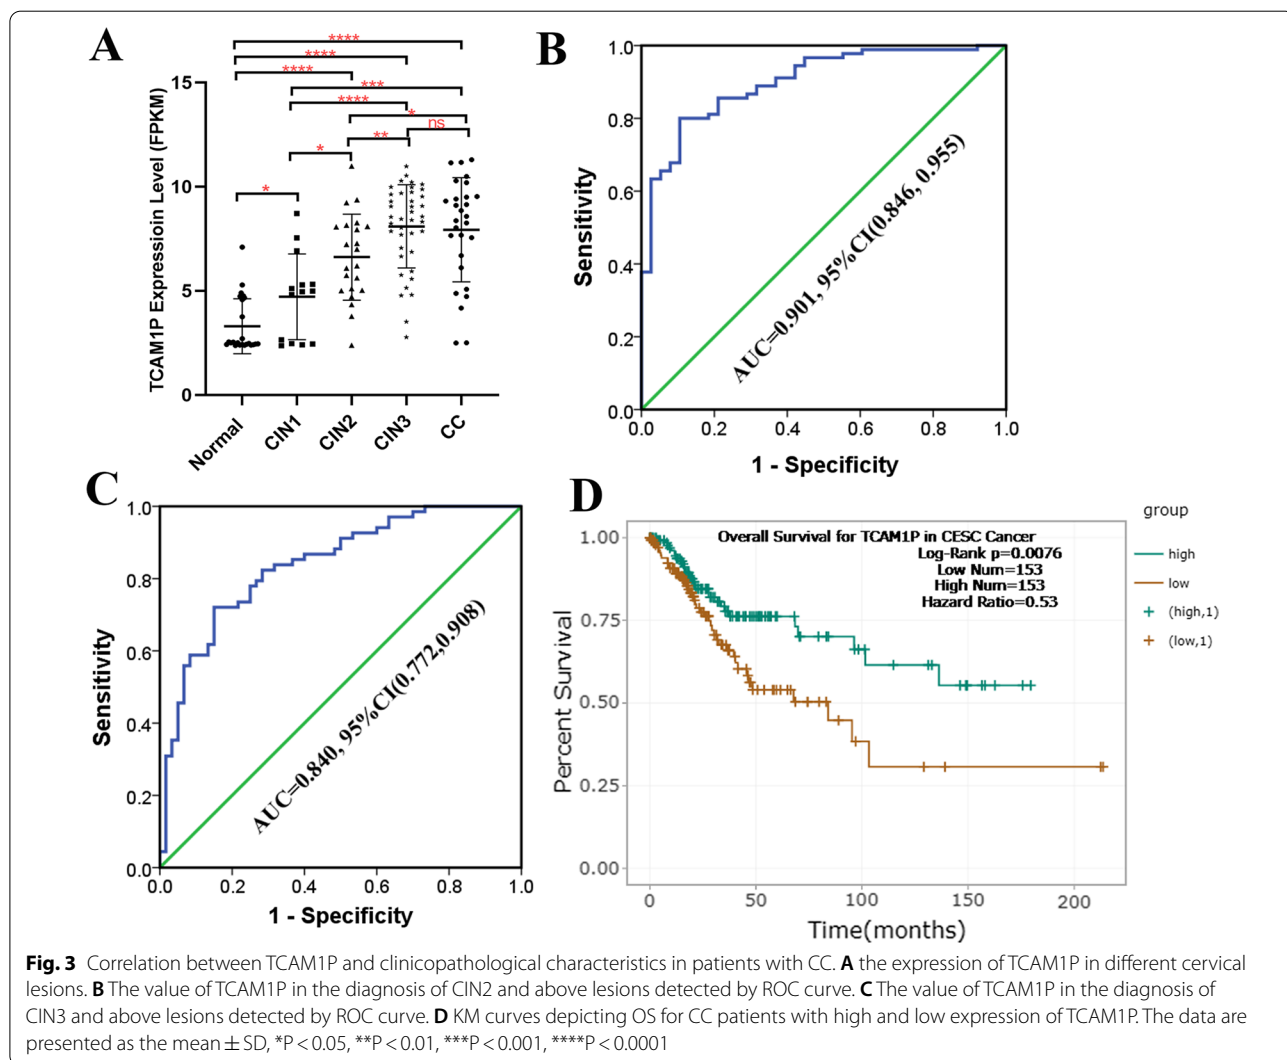 A
****
****
****
***
****
*
ns
**
*
*
TCAM1P Expressioin Level (FPKM)
15
10
5
0
Normal
CIN1
CIN2
CIN3
CC
B
Sensitivity
1.0
0.8
0.6
0.4
0.2
0.0
AUC=0.901, 95%CI(0.846, 0.955)
0.0 0.2 0.4 0.6 0.8 1.0
1 - Specificity
C
Sensitivity
1.0
0.8
0.6
0.4
0.2
0.0
AUC=0.840, 95%CI(0.772,0.908)
0.0 0.2 0.4 0.6 0.8 1.0
1 - Specificity
D
Percent Survival
1.00
0.75
0.50
0.25
0.00
Overall Survival for TCAM1P in CESC Cancer
Log-Rank p=0.0076
Low Num=153
High Num=153
Hazard Ratio=0.53
group
high
low
(high,1)
(low,1)
0 50 100 150 200
Time(months)
Fig. 3 Correlation between TCAM1P and clinicopathological characteristics in patients with CC. A the expression of TCAM1P in different cervical
lesions. B The value of TCAM1P in the diagnosis of CIN2 and above lesions detected by ROC curve. C The value of TCAM1P in the diagnosis of
CIN3 and above lesions detected by ROC curve. D KM curves depicting OS for CC patients with high and low expression of TCAM1P. The data are
presented as the mean ± SD, *P < 0.05, **P < 0.01, ***P < 0.001, ****P < 0.0001